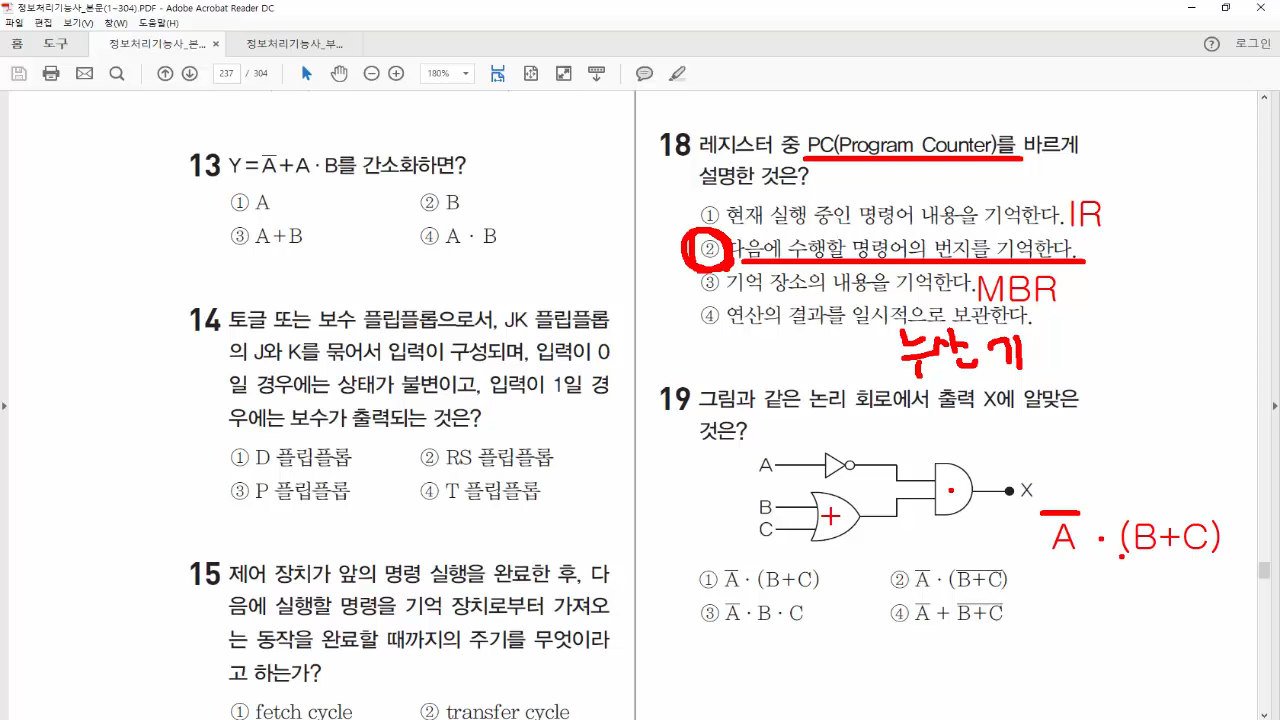 정보처리기능사_본문(1~304).PDF - Adobe Acrobat Reader DC
파일 편집 보기(V) 창(W) 도움말(H)
홈 도구 정보처리기능사_본... × 정보처리기능사_부... ? 로그인
237 / 304 180%
13 Y=A̅+A·B를 간소화하면?
① A ② B
③ A+B ④ A·B
14 토글 또는 보수 플립플롭으로서, JK 플립플롭
의 J와 K를 묶어서 입력이 구성되며, 입력이 0
일 경우에는 상태가 불변이고, 입력이 1일 경
우에는 보수가 출력되는 것은?
① D 플립플롭 ② RS 플립플롭
③ P 플립플롭 ④ T 플립플롭
15 제어 장치가 앞의 명령 실행을 완료한 후, 다
음에 실행할 명령을 기억 장치로부터 가져오
는 동작을 완료할 때까지의 주기를 무엇이라
고 하는가?
① fetch cycle ② transfer cycle
18 레지스터 중 PC(Program Counter)를 바르게
설명한 것은?
① 현재 실행 중인 명령어 내용을 기억한다. IR
② 다음에 수행할 명령어의 번지를 기억한다.
③ 기억 장소의 내용을 기억한다. MBR
④ 연산의 결과를 일시적으로 보관한다.
누산기
19 그림과 같은 논리 회로에서 출력 X에 알맞은
것은?
A
X
B
+
C
A̅·(B+C)
① A̅·(B+C) ② A̅·(B̅+̅C̅)
③ A̅·B·C ④ A̅+B̅+̅C̅